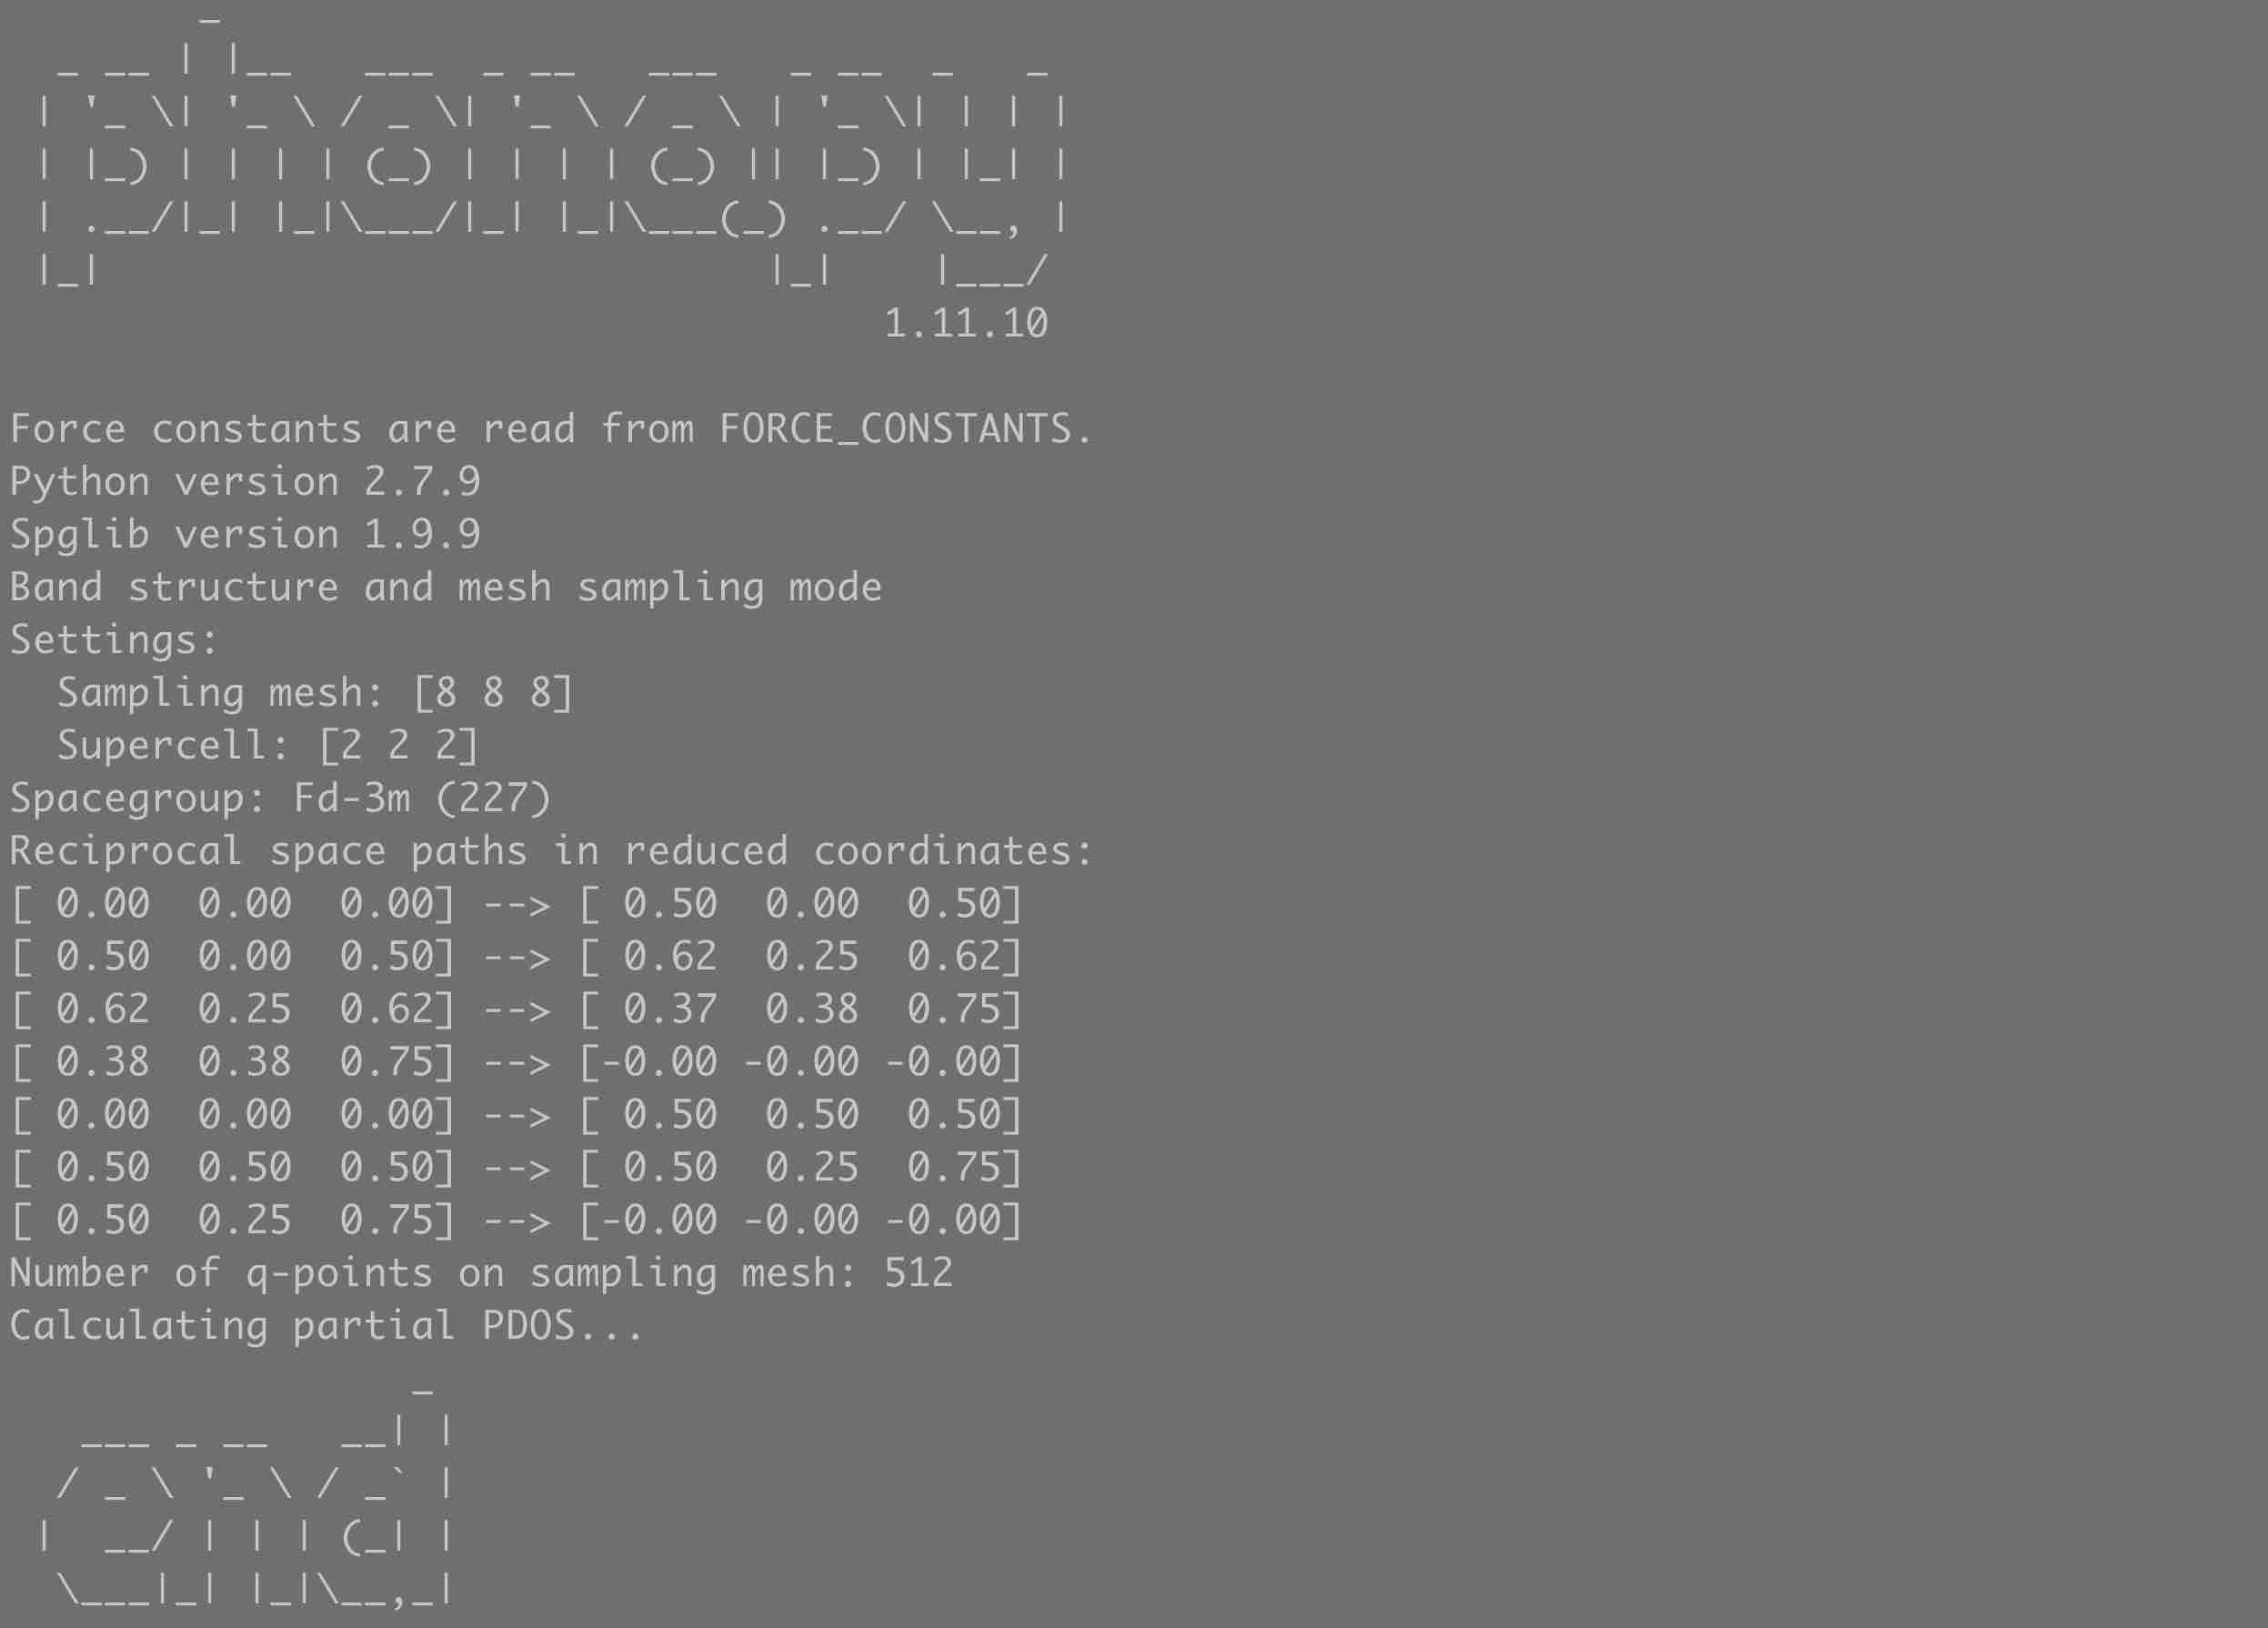 _
  _ __ | |__   ___  _ __   ___   _ __  _   _
 | '_ \| '_ \ / _ \| '_ \ / _ \ | '_ \| | | |
 | |_) | | | | (_) | | | | (_) || |_) | |_| |
 | .__/|_| |_|\___/|_| |_|\___(_) .__/ \__, |
 |_|                            |_|    |___/
                                     1.11.10
Force constants are read from FORCE_CONSTANTS.
Python version 2.7.9
Spglib version 1.9.9
Band structure and mesh sampling mode
Settings:
  Sampling mesh: [8 8 8]
  Supercell: [2 2 2]
Spacegroup: Fd-3m (227)
Reciprocal space paths in reduced coordinates:
[ 0.00  0.00  0.00] --> [ 0.50  0.00  0.50]
[ 0.50  0.00  0.50] --> [ 0.62  0.25  0.62]
[ 0.62  0.25  0.62] --> [ 0.37  0.38  0.75]
[ 0.38  0.38  0.75] --> [-0.00 -0.00 -0.00]
[ 0.00  0.00  0.00] --> [ 0.50  0.50  0.50]
[ 0.50  0.50  0.50] --> [ 0.50  0.25  0.75]
[ 0.50  0.25  0.75] --> [-0.00 -0.00 -0.00]
Number of q-points on sampling mesh: 512
Calculating partial PDOS...
                 _
   ___ _ __   __| |
  / _ \ '_ \ / _` |
 |  __/ | | | (_| |
  \___|_| |_|\__,_|